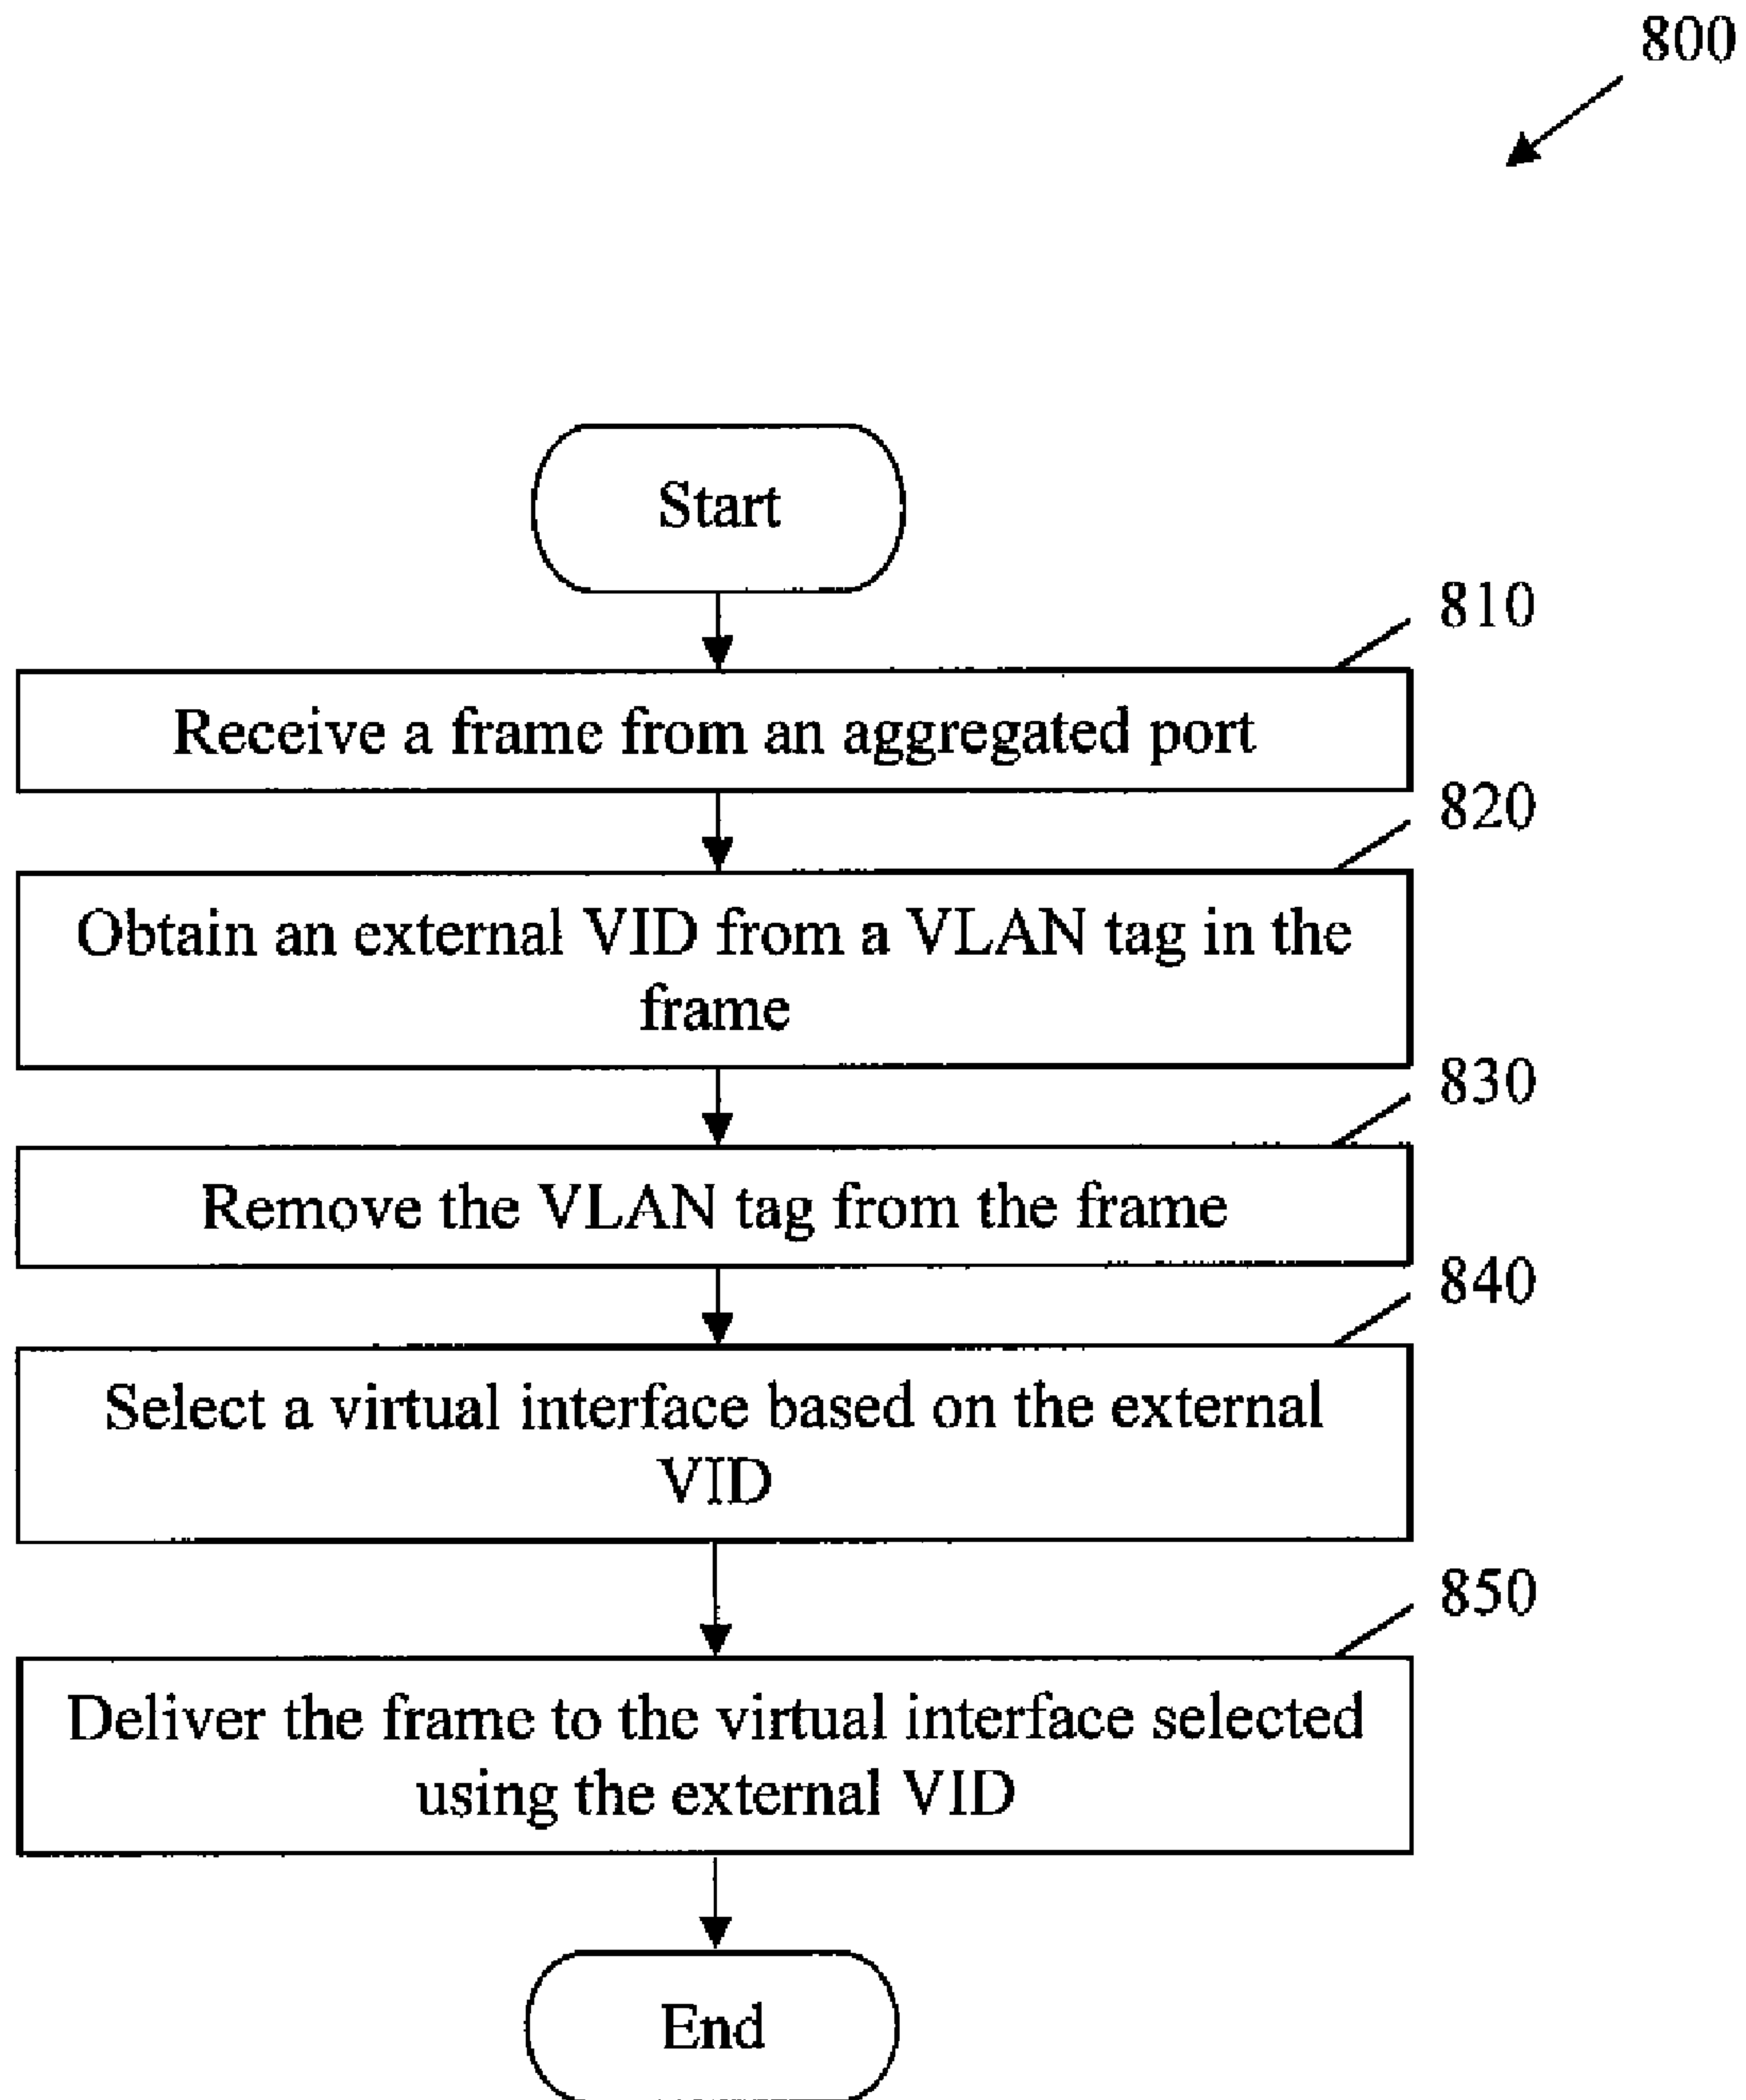 800
Start
810
Receive a frame from an aggregated port
820
Obtain an external VID from a VLAN tag in the
frame
830
Remove the VLAN tag from the frame
840
Select a virtual interface based on the external
VID
850
Deliver the frame to the virtual interface selected
using the external VID
End